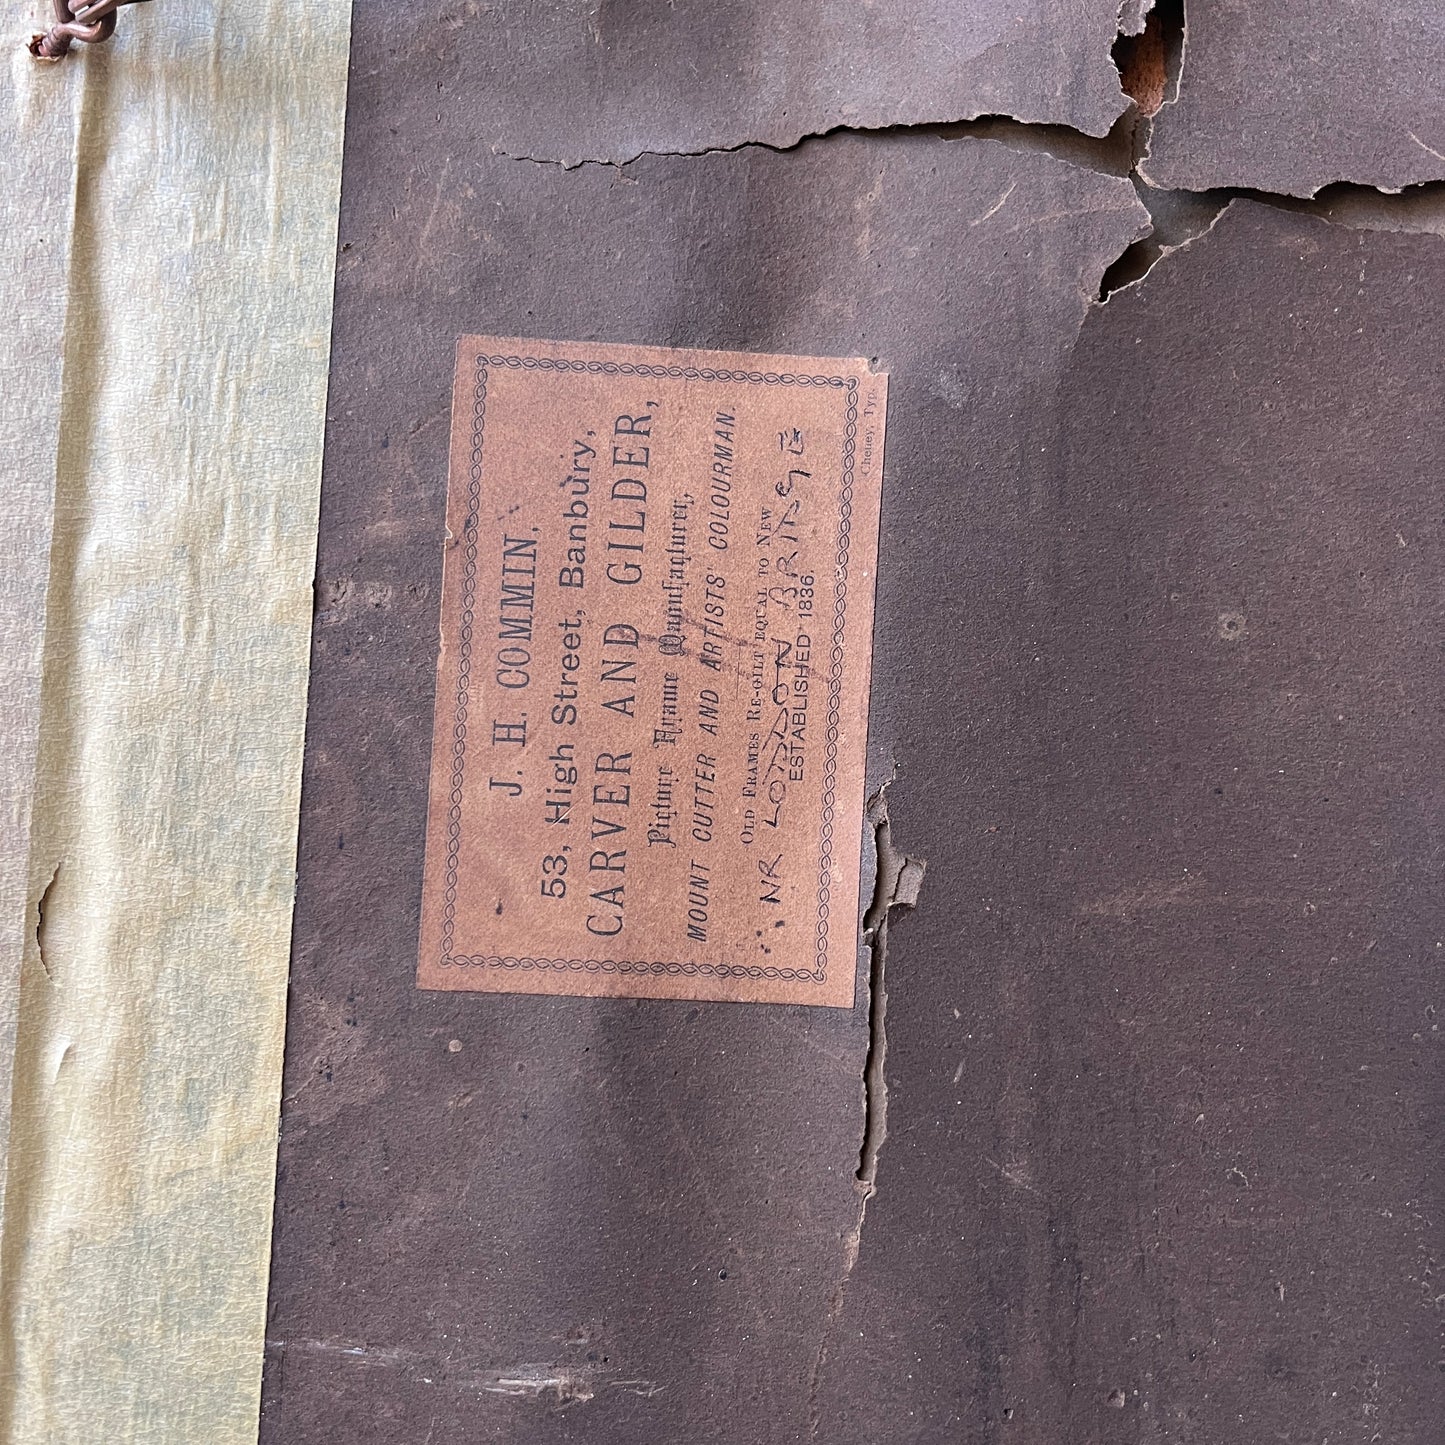 J. H. COMMIN,
53, High Street, Banbury,
CARVER AND GILDER,
Picture Frame Manufacturer,
MOUNT CUTTER AND ARTISTS' COLOURMAN.
OLD FRAMES RE-GILT EQUAL TO NEW
NR LONDON BRIDGE
ESTABLISHED 1836.
Cheney, Typ.